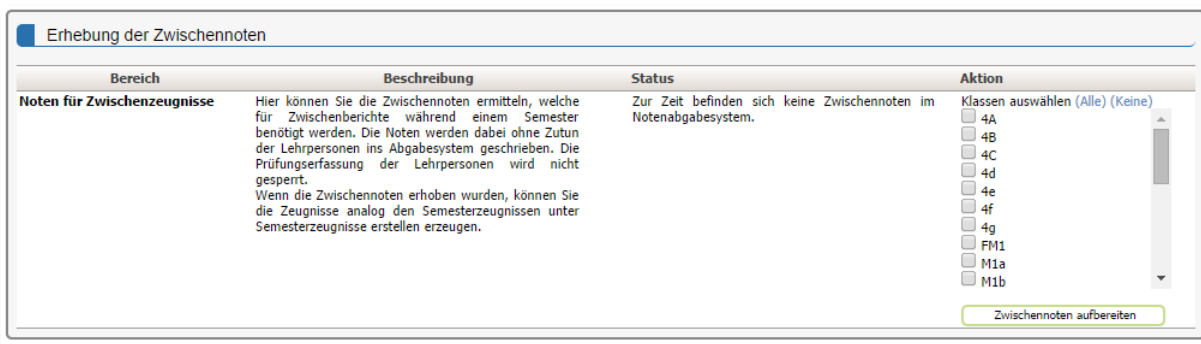 Erhebung der Zwischennoten
Bereich
Beschreibung
Status
Aktion
Noten für Zwischenzeugnisse
Hier können Sie die Zwischennoten ermitteln, welche
für Zwischenberichte während einem Semester
benötigt werden. Die Noten werden dabei ohne Zutun
der Lehrpersonen ins Abgabesystem geschrieben. Die
Prüfungserfassung der Lehrpersonen wird nicht
gesperrt.
Wenn die Zwischennoten erhoben wurden, können Sie
die Zeugnisse analog den Semesterzeugnissen unter
Semesterzeugnisse erstellen erzeugen.
Zur Zeit befinden sich keine Zwischennoten im
Notenabgabesystem.
Klassen auswählen (Alle) (Keine)
4A
4B
4C
4d
4e
4f
4g
FM1
M1a
M1b
Zwischennoten aufbereiten